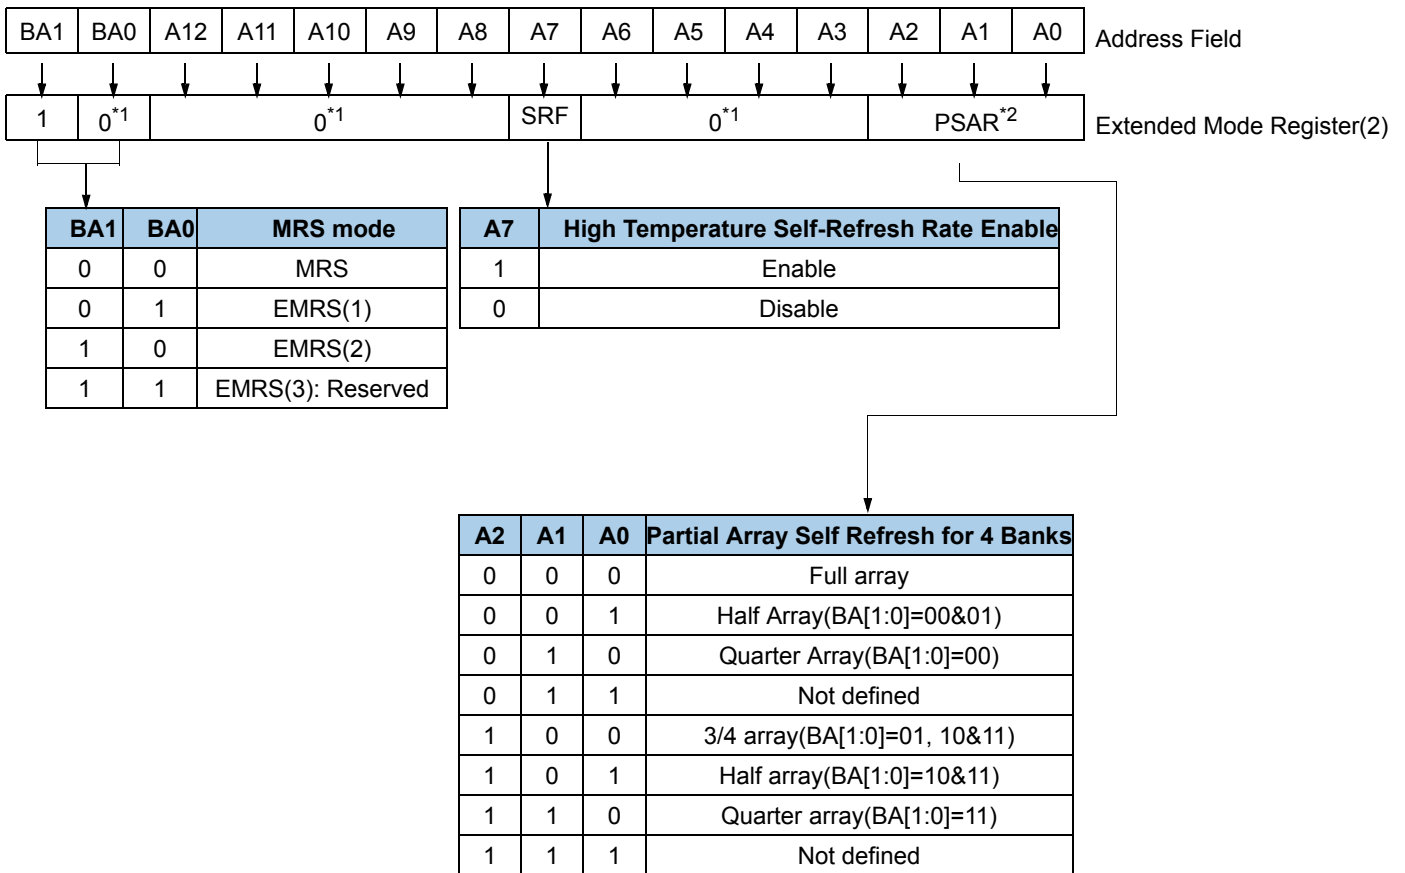 BA1 BA0 A12 A11 A10 A9 A8 A7 A6 A5 A4 A3 A2 A1 A0 Address Field
1 0*1 0*1 SRF 0*1 PSAR*2 Extended Mode Register(2)
BA1 BA0 MRS mode
0 0 MRS
0 1 EMRS(1)
1 0 EMRS(2)
1 1 EMRS(3): Reserved
A7 High Temperature Self-Refresh Rate Enable
1 Enable
0 Disable
A2 A1 A0 Partial Array Self Refresh for 4 Banks
0 0 0 Full array
0 0 1 Half Array(BA[1:0]=00&01)
0 1 0 Quarter Array(BA[1:0]=00)
0 1 1 Not defined
1 0 0 3/4 array(BA[1:0]=01, 10&11)
1 0 1 Half array(BA[1:0]=10&11)
1 1 0 Quarter array(BA[1:0]=11)
1 1 1 Not defined